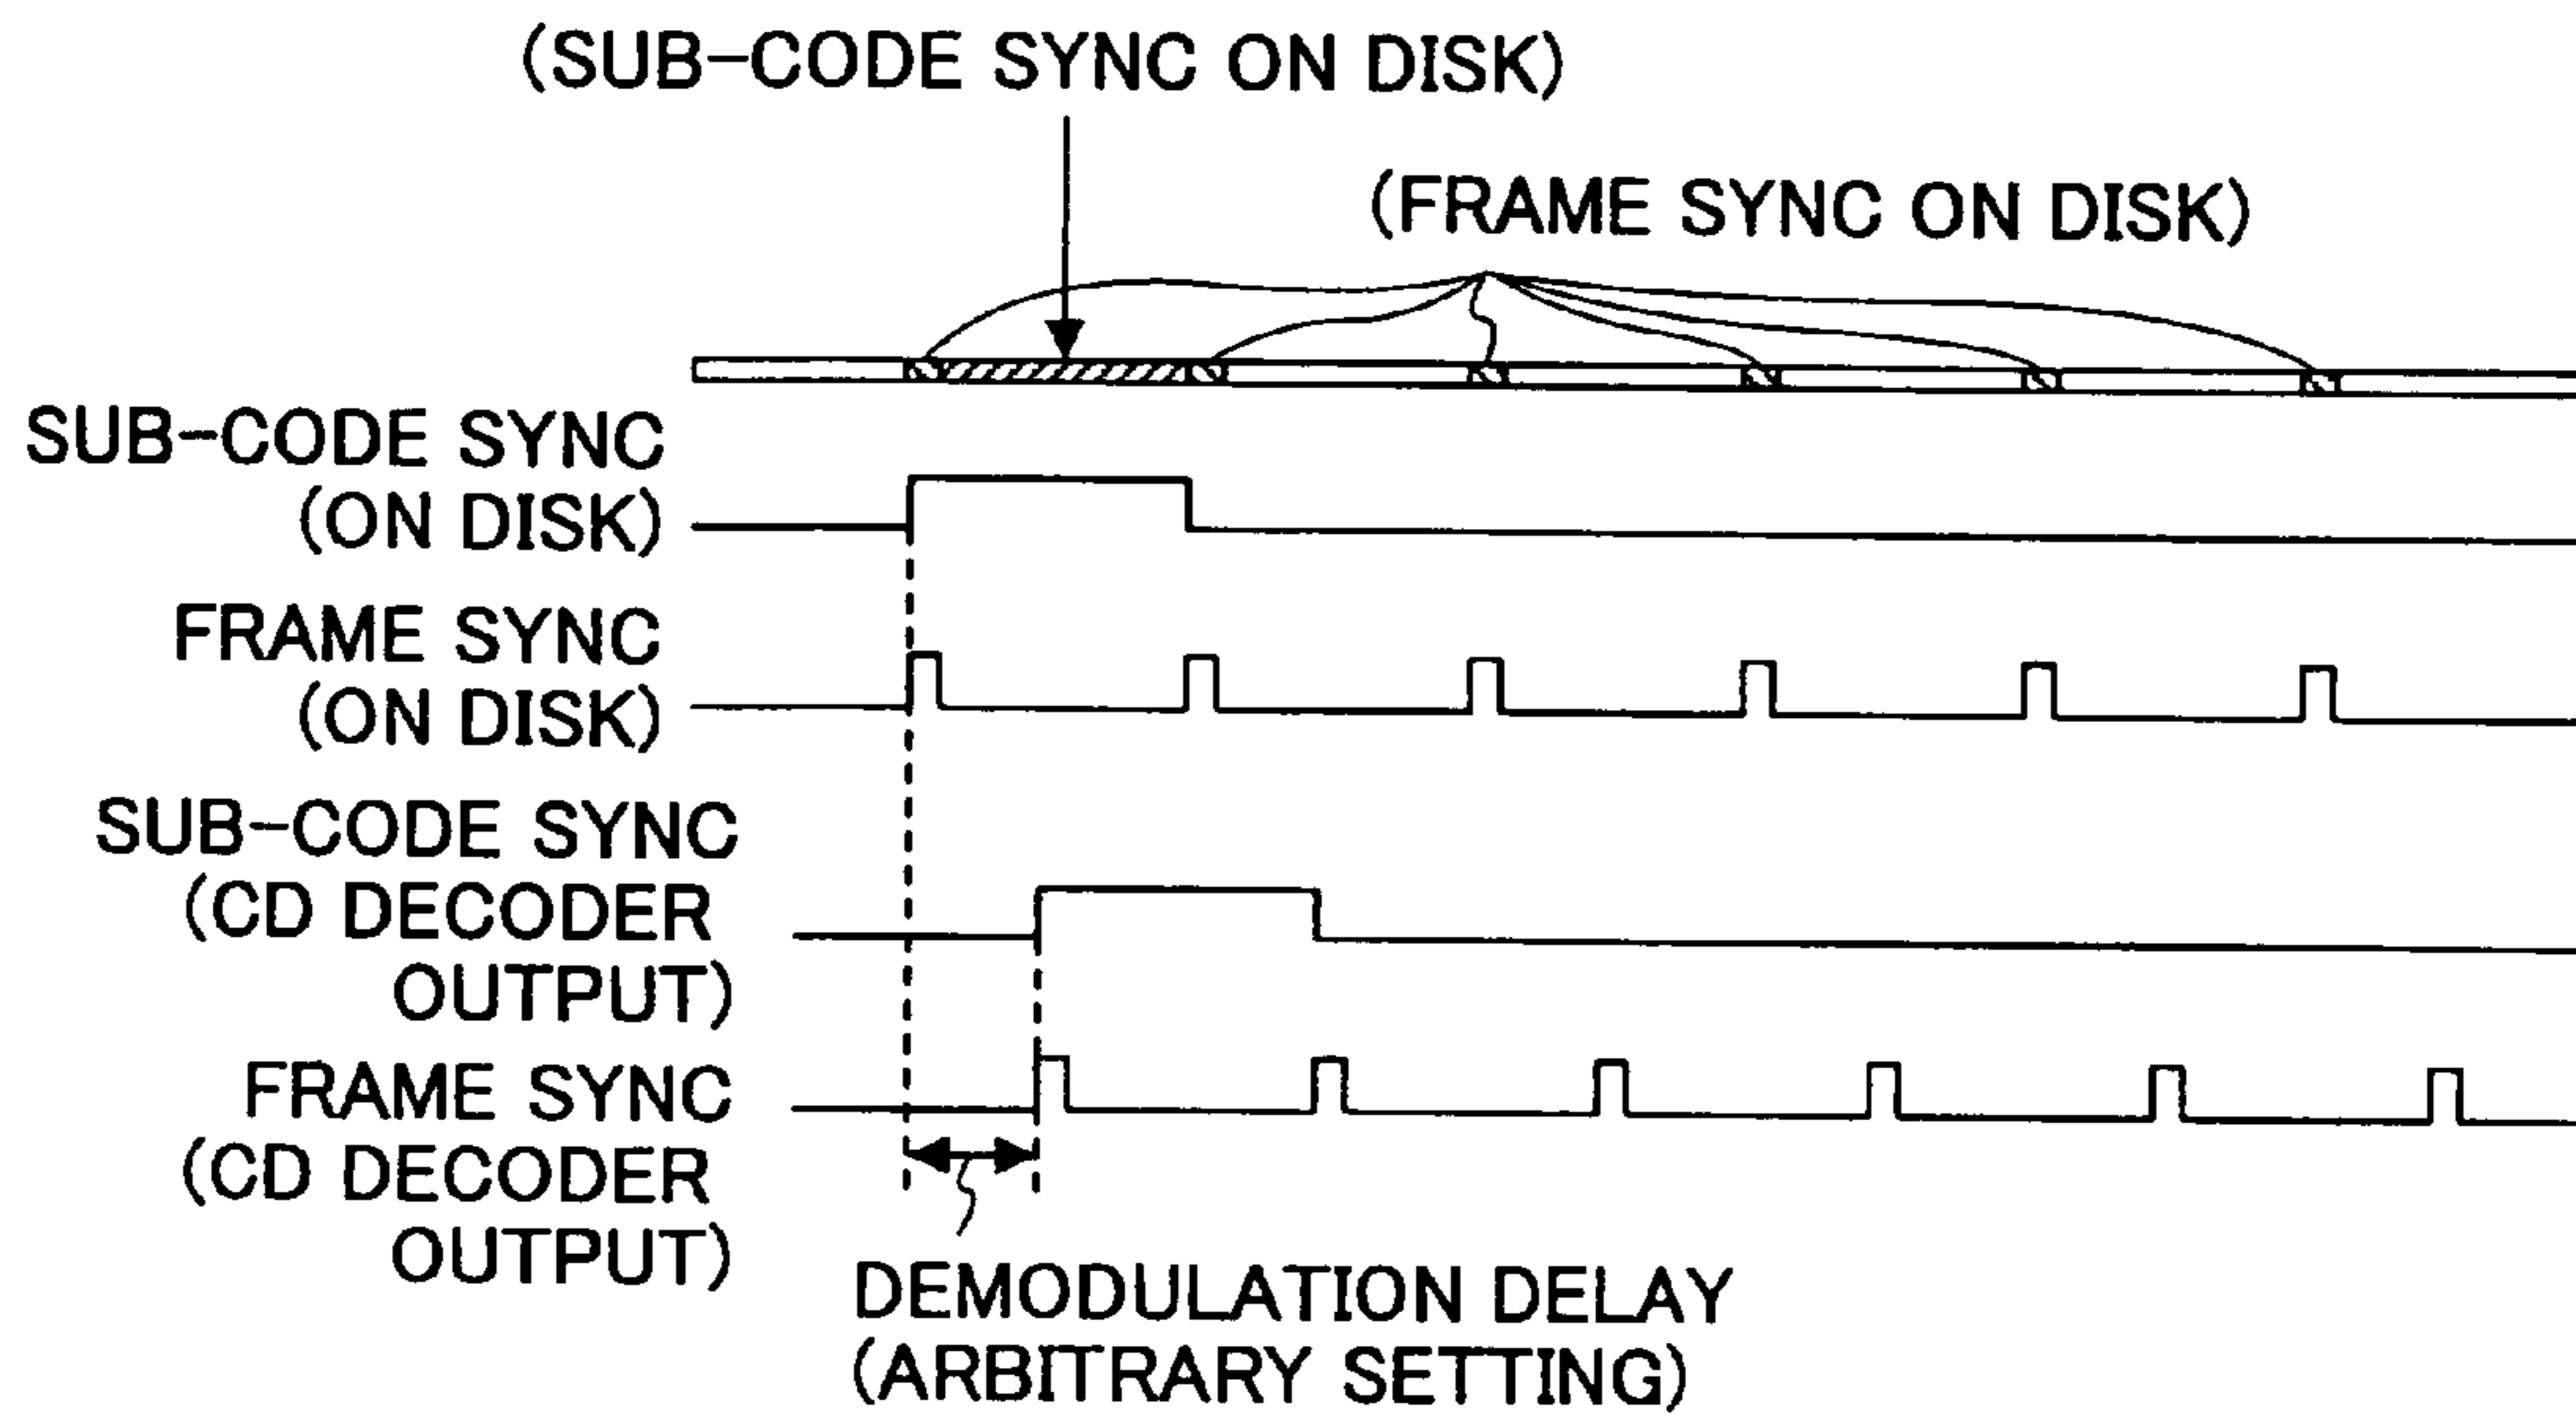 (SUB-CODE SYNC ON DISK)
(FRAME SYNC ON DISK)
SUB-CODE SYNC
(ON DISK)
FRAME SYNC
(ON DISK)
SUB-CODE SYNC
(CD DECODER
OUTPUT)
FRAME SYNC
(CD DECODER
OUTPUT)
DEMODULATION DELAY
(ARBITRARY SETTING)